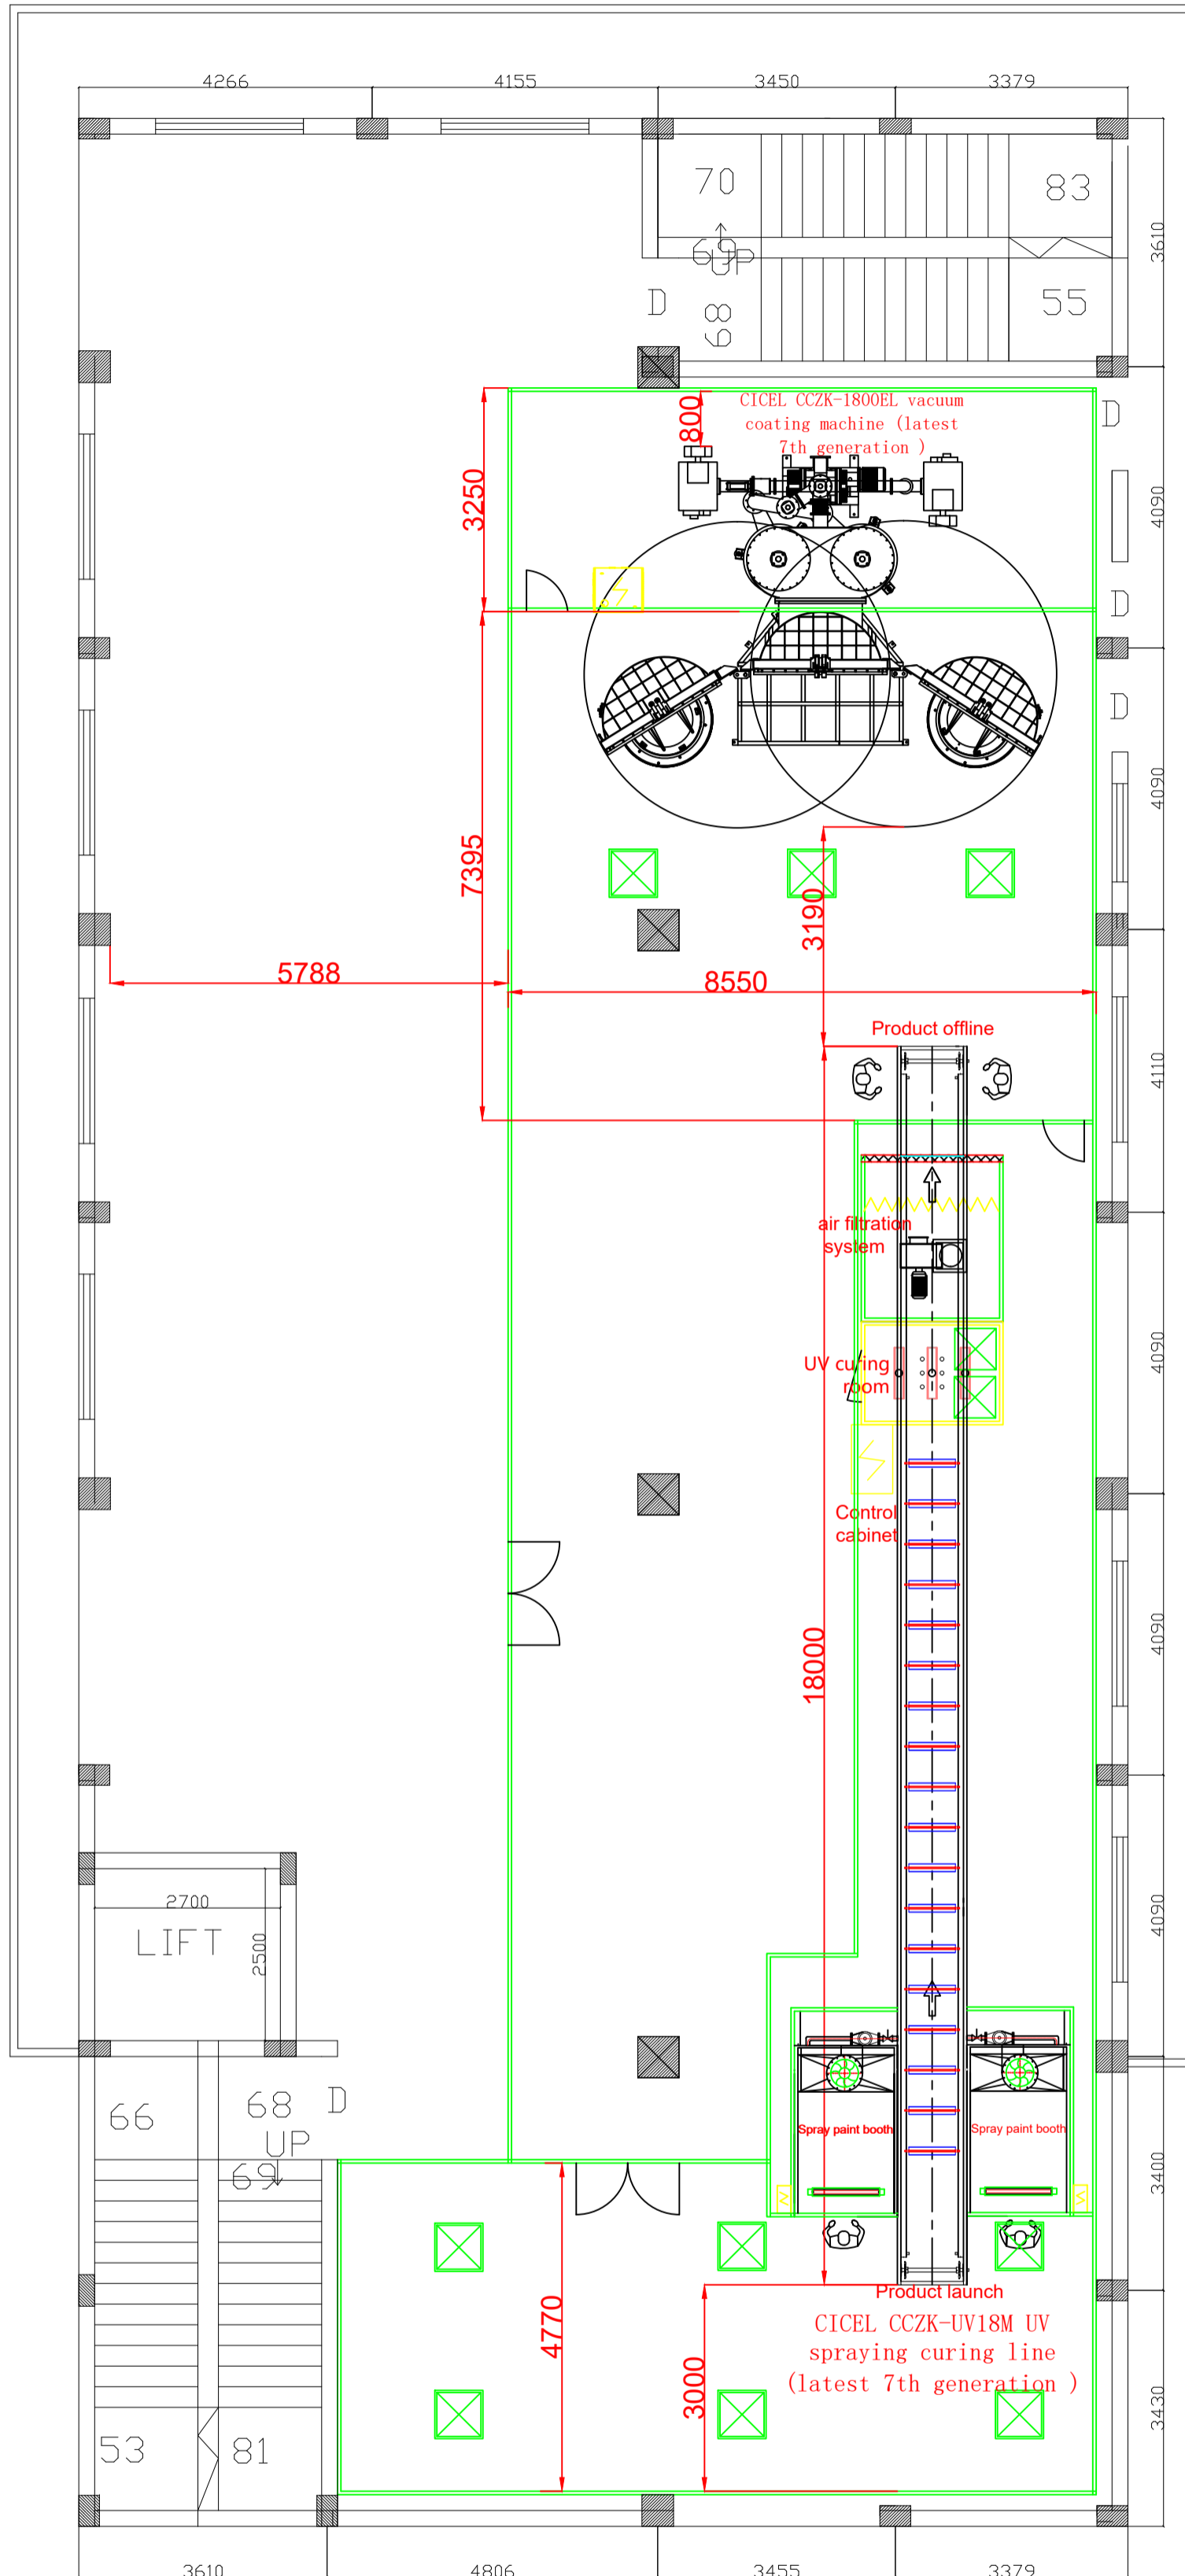 4266
4155
3450
3379
70
83
69
UP
3610
D
68
55
CICEL CCZK-1800EL vacuum
coating machine (latest
7th generation )
800
D
3250
4090
D
D
4090
7395
3190
5788
8550
Product offline
4110
air filtration
system
4090
UV curing
room
Control
cabinet
18000
4090
2700
LIFT
2500
4090
66
68
D
UP
69
Spray paint booth
Spray paint booth
3400
Product launch
4770
3000
CICEL CCZK-UV18M UV
spraying curing line
(latest 7th generation )
3430
53
81
3610
4806
3455
3379